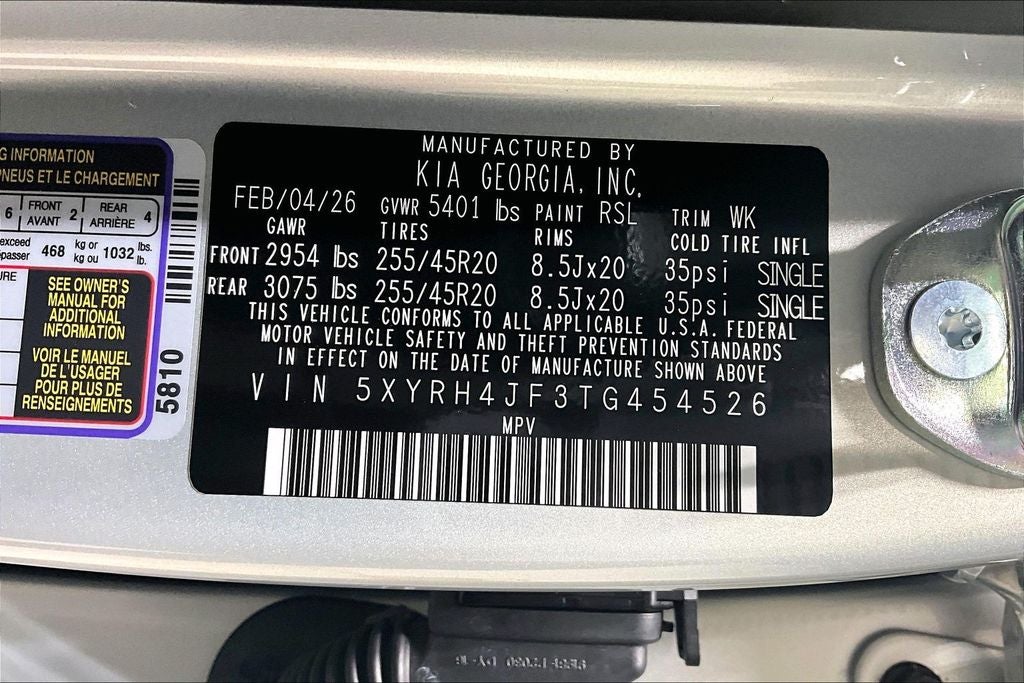 G INFORMATION
PNEUS ET LE CHARGEMENT
6 FRONT AVANT 2 REAR ARRIÈRE 4
exceed passer 468 kg or kg ou 1032 lbs. lb.
URE
SEE OWNER'S
MANUAL FOR
ADDITIONAL
INFORMATION
VOIR LE MANUEL
DE L'USAGER
POUR PLUS DE
RENSEIGNEMENTS
5810
MANUFACTURED BY
KIA GEORGIA, INC.
FEB/04/26 GVWR 5401 lbs PAINT RSL TRIM WK
GAWR TIRES RIMS COLD TIRE INFL
FRONT 2954 lbs 255/45R20 8.5Jx20 35psi SINGLE
REAR 3075 lbs 255/45R20 8.5Jx20 35psi SINGLE
THIS VEHICLE CONFORMS TO ALL APPLICABLE U.S.A. FEDERAL
MOTOR VEHICLE SAFETY AND THEFT PREVENTION STANDARDS
IN EFFECT ON THE DATE OF MANUFACTURE SHOWN ABOVE
VIN 5XYRH4JF3TG454526
MPV